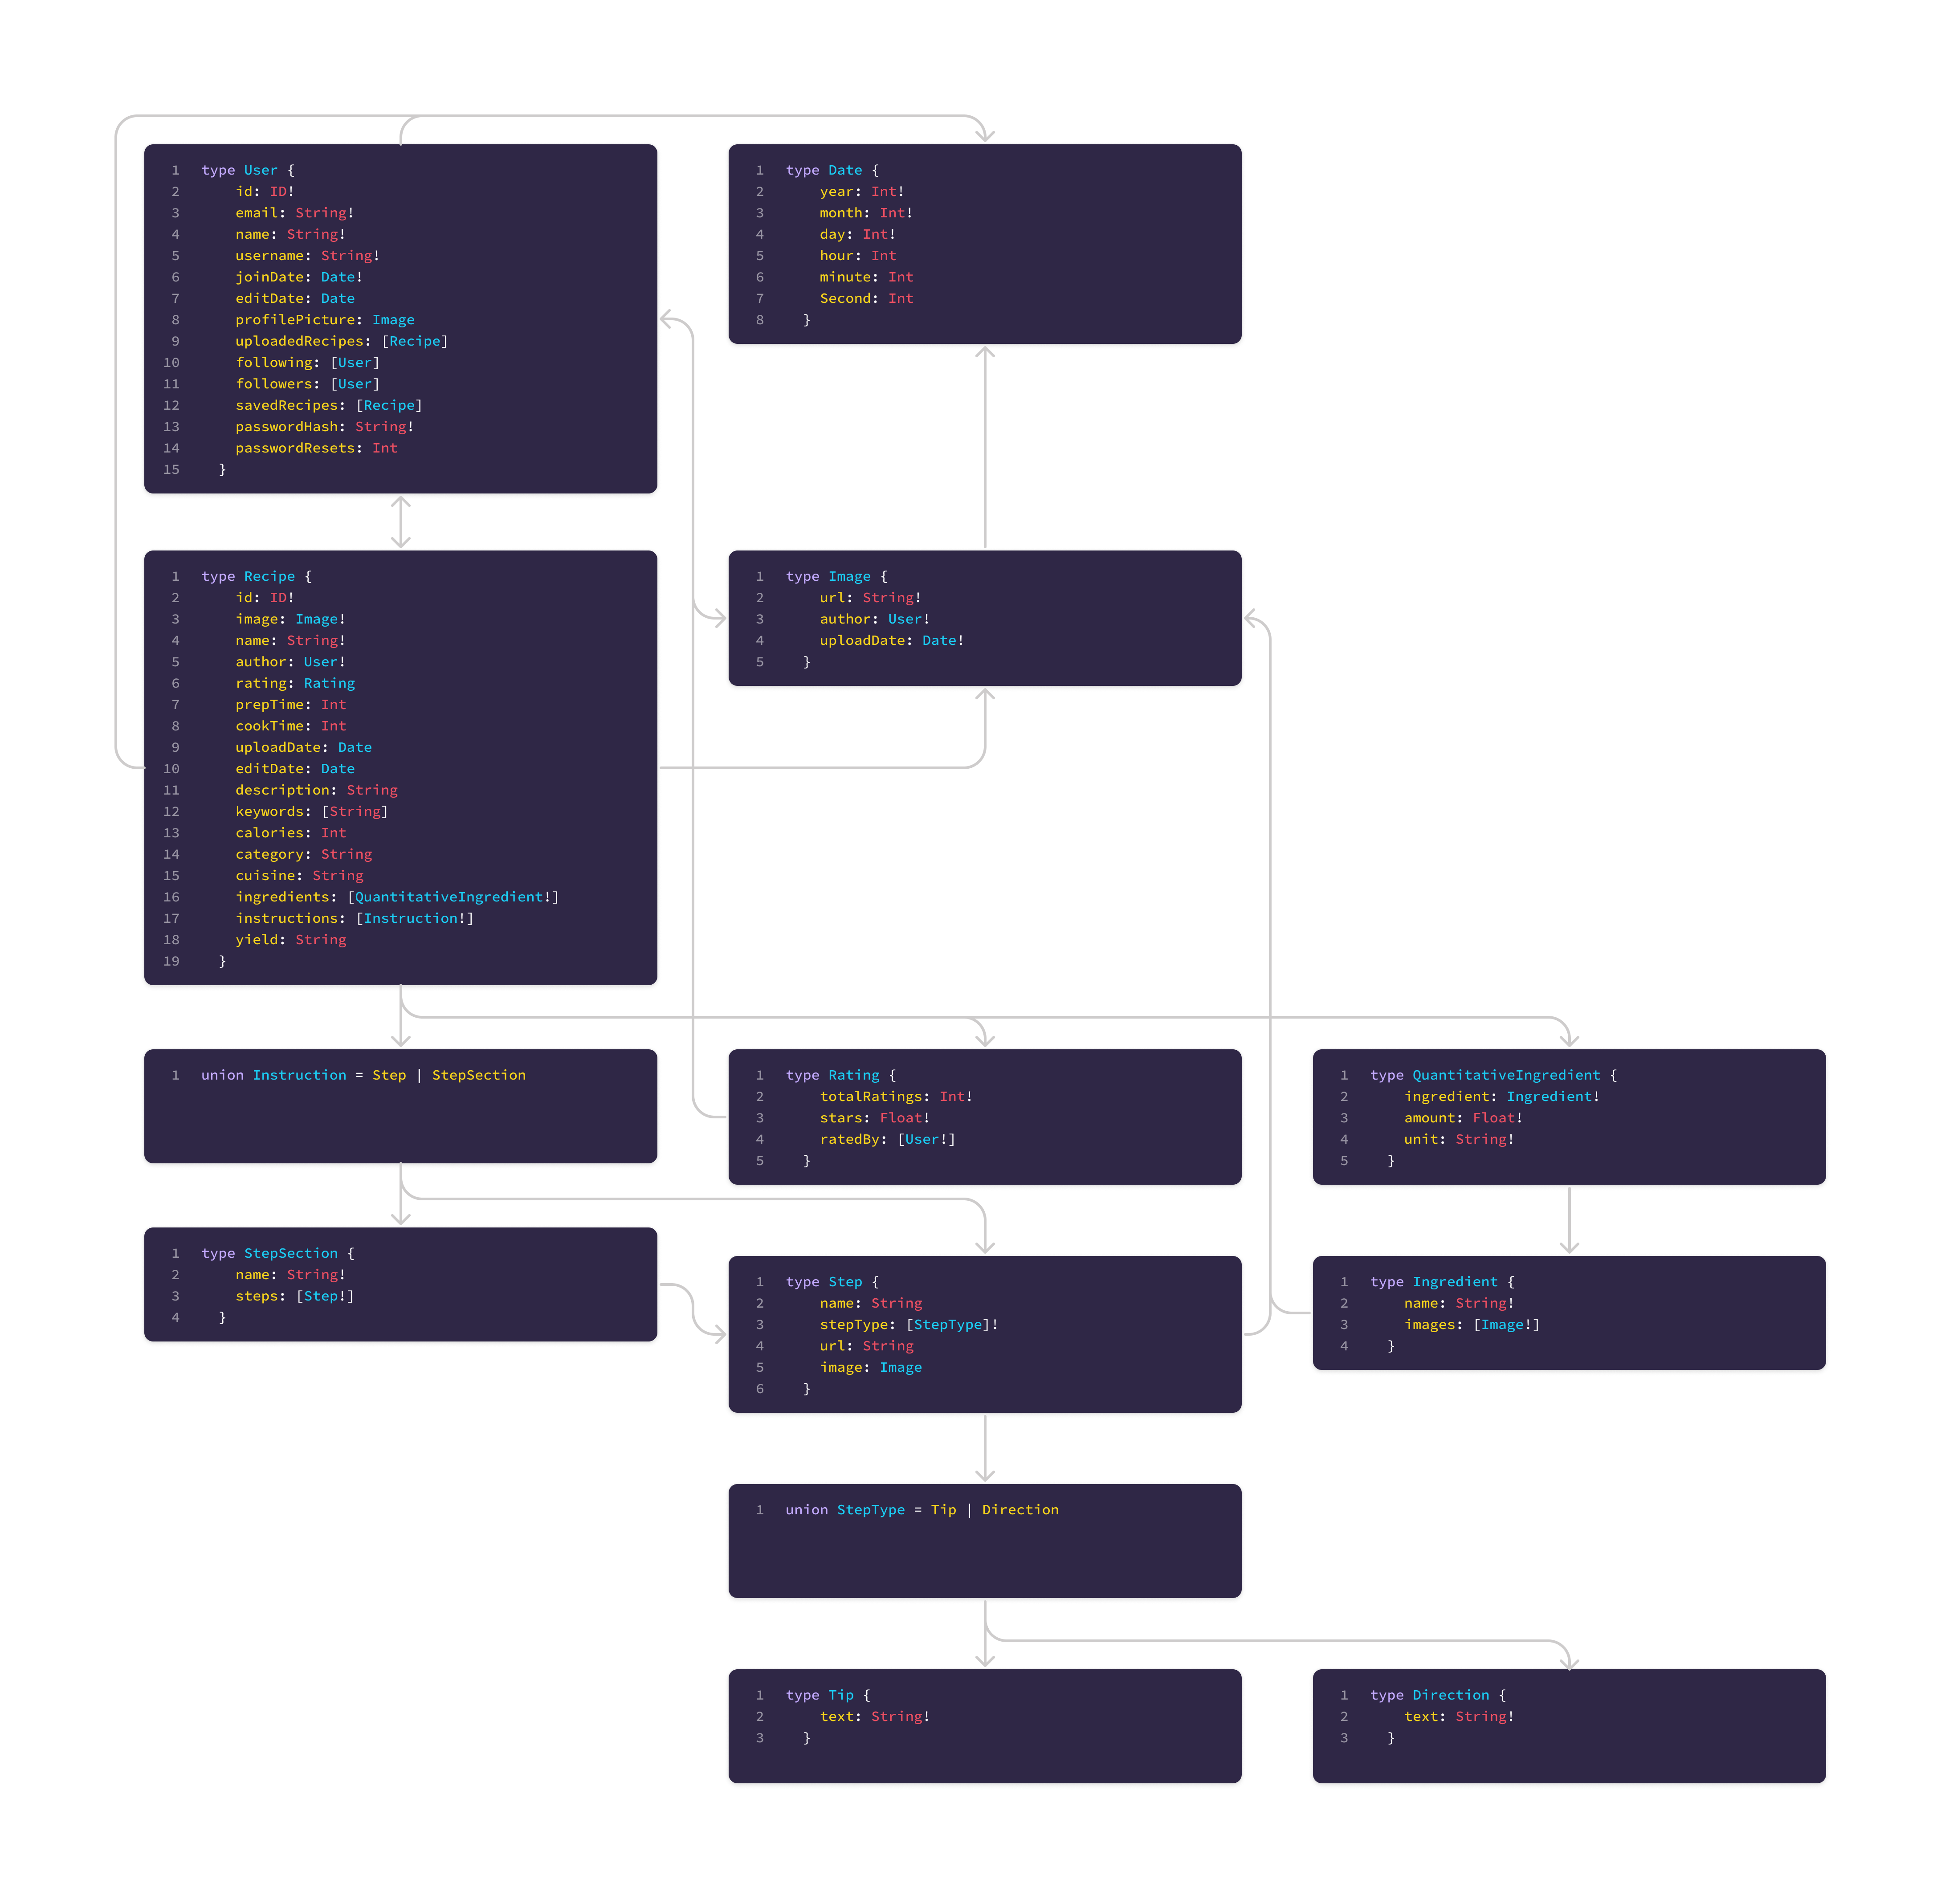 1 type User {
2 id: ID!
3 email: String!
4 name: String!
5 username: String!
6 joinDate: Date!
7 editDate: Date
8 profilePicture: Image
9 uploadedRecipes: [Recipe]
10 following: [User]
11 followers: [User]
12 savedRecipes: [Recipe]
13 passwordHash: String!
14 passwordResets: Int
15 }
1 type Date {
2 year: Int!
3 month: Int!
4 day: Int!
5 hour: Int
6 minute: Int
7 Second: Int
8 }
1 type Recipe {
2 id: ID!
3 image: Image!
4 name: String!
5 author: User!
6 rating: Rating
7 prepTime: Int
8 cookTime: Int
9 uploadDate: Date
10 editDate: Date
11 description: String
12 keywords: [String]
13 calories: Int
14 category: String
15 cuisine: String
16 ingredients: [QuantitativeIngredient!]
17 instructions: [Instruction!]
18 yield: String
19 }
1 type Image {
2 url: String!
3 author: User!
4 uploadDate: Date!
5 }
1 union Instruction = Step | StepSection
1 type Rating {
2 totalRatings: Int!
3 stars: Float!
4 ratedBy: [User!]
5 }
1 type QuantitativeIngredient {
2 ingredient: Ingredient!
3 amount: Float!
4 unit: String!
5 }
1 type StepSection {
2 name: String!
3 steps: [Step!]
4 }
1 type Step {
2 name: String
3 stepType: [StepType]!
4 url: String
5 image: Image
6 }
1 type Ingredient {
2 name: String!
3 images: [Image!]
4 }
1 union StepType = Tip | Direction
1 type Tip {
2 text: String!
3 }
1 type Direction {
2 text: String!
3 }